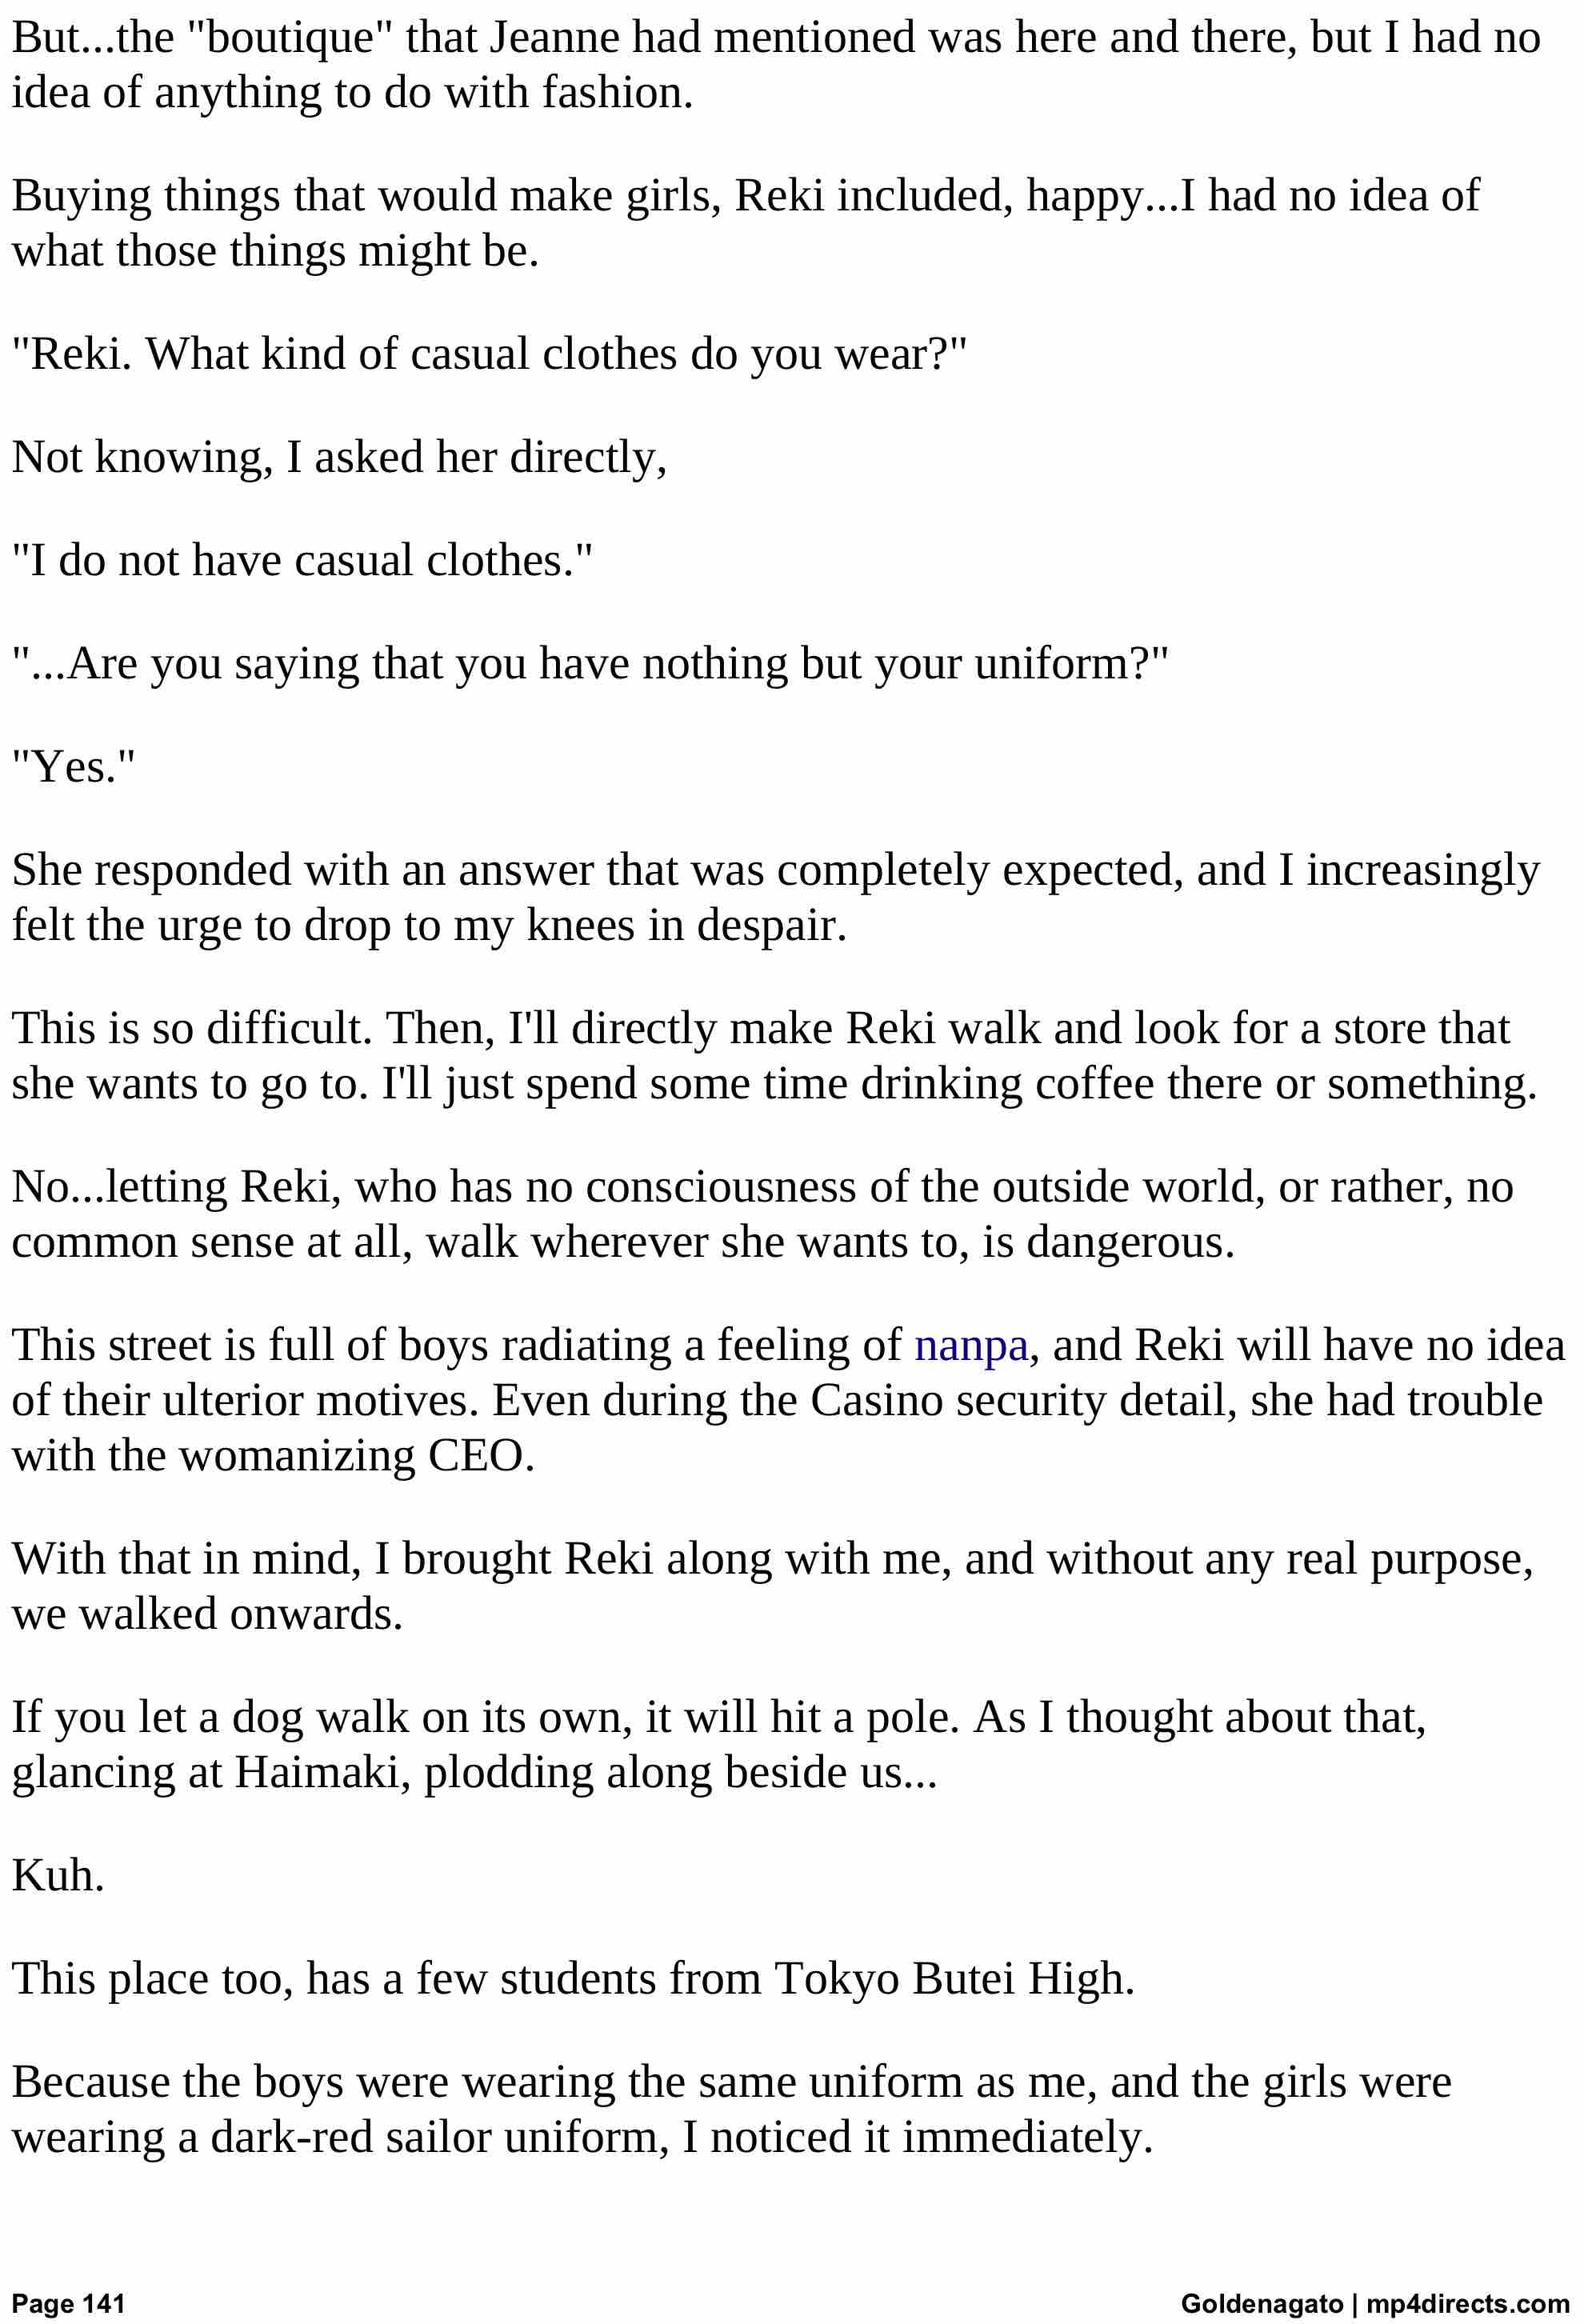 But...the "boutique" that Jeanne had mentioned was here and there, but I had no
idea of anything to do with fashion.
Buying things that would make girls, Reki included, happy...I had no idea of
what those things might be.
"Reki. What kind of casual clothes do you wear?"
Not knowing, I asked her directly,
"I do not have casual clothes."
"...Are you saying that you have nothing but your uniform?"
"Yes."
She responded with an answer that was completely expected, and I increasingly
felt the urge to drop to my knees in despair.
This is so difficult. Then, I'll directly make Reki walk and look for a store that
she wants to go to. I'll just spend some time drinking coffee there or something.
No...letting Reki, who has no consciousness of the outside world, or rather, no
common sense at all, walk wherever she wants to, is dangerous.
This street is full of boys radiating a feeling of nanpa, and Reki will have no idea
of their ulterior motives. Even during the Casino security detail, she had trouble
with the womanizing CEO.
With that in mind, I brought Reki along with me, and without any real purpose,
we walked onwards.
If you let a dog walk on its own, it will hit a pole. As I thought about that,
glancing at Haimaki, plodding along beside us...
Kuh.
This place too, has a few students from Tokyo Butei High.
Because the boys were wearing the same uniform as me, and the girls were
wearing a dark-red sailor uniform, I noticed it immediately.
Page 141
Goldenagato | mp4directs.com